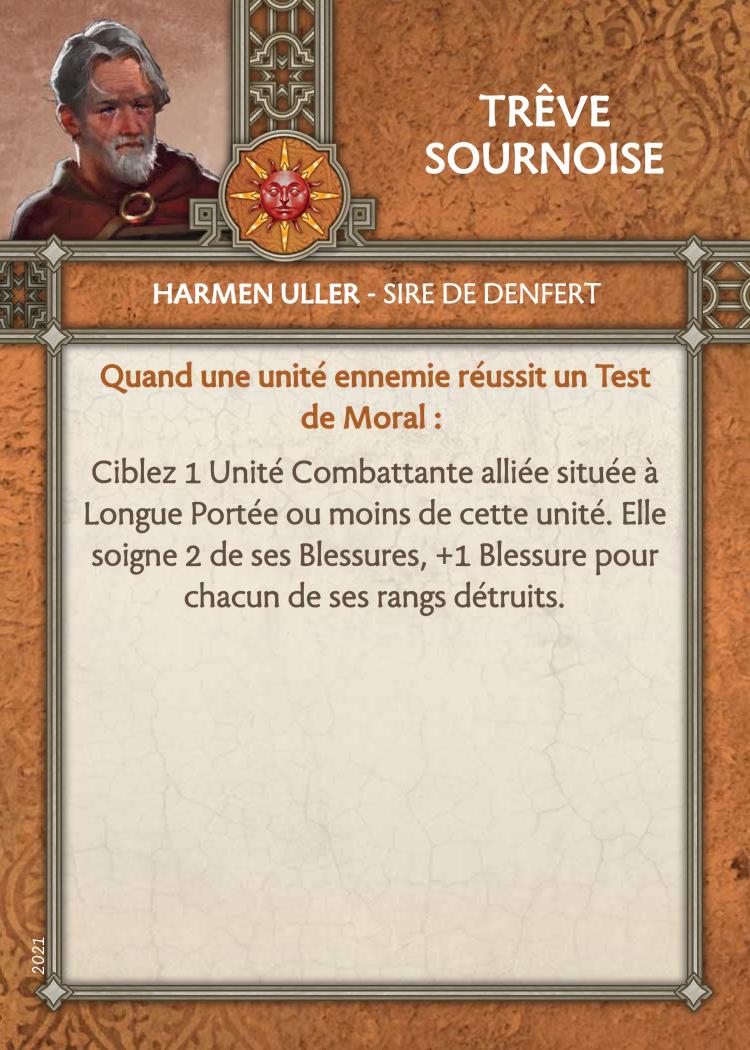 TRÊVE
SOURNOISE
HARMEN ULLER - SIRE DE DENFERT
Quand une unité ennemie réussit un Test
de Moral :
Ciblez 1 Unité Combattante alliée située à
Longue Portée ou moins de cette unité. Elle
soigne 2 de ses Blessures, +1 Blessure pour
chacun de ses rangs détruits.
2021